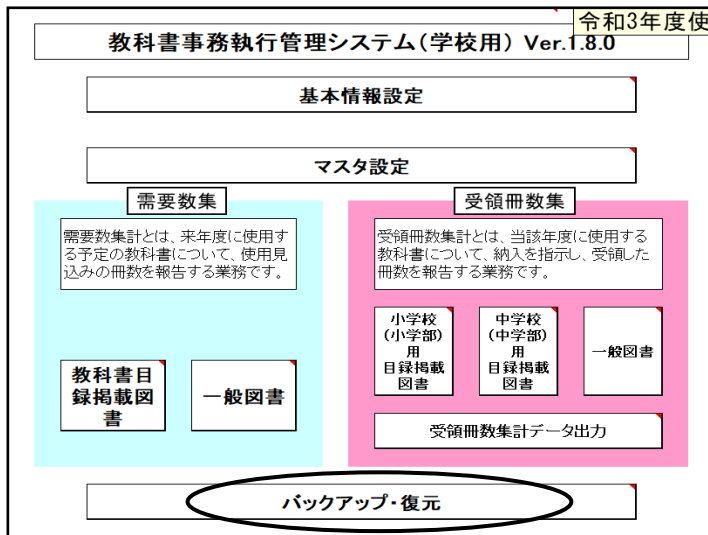 令和3年度使
教科書事務執行管理システム（学校用） Ver.1.8.0
基本情報設定
マスタ設定
需要数集
需要数集計とは、来年度に使用す
る予定の教科書について、使用見
込みの冊数を報告する業務です。
教科書目
録掲載図
書
一般図書
受領冊数集
受領冊数集計とは、当該年度に使用する
教科書について、納入を指示し、受領した
冊数を報告する業務です。
小学校
（小学部）
用
目録掲載
図書
中学校
（中学部）
用
目録掲載
図書
一般図書
受領冊数集計データ出力
バックアップ・復元